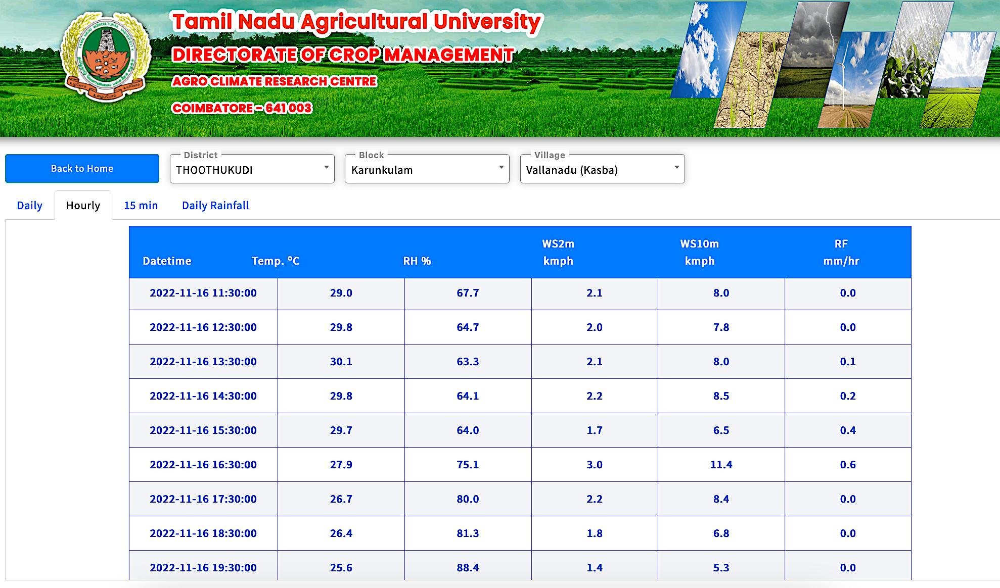 Tamil Nadu Agricultural University
DIRECTORATE OF CROP MANAGEMENT
AGRO CLIMATE RESEARCH CENTRE
COIMBATORE - 641 003
TAMIL NADU AGRICULTURAL UNIVERSITY
Back to Home
District
THOOTHUKUDI
Block
Karunkulam
Village
Vallanadu (Kasba)
Daily Hourly 15 min Daily Rainfall
Datetime Temp. ºC RH % WS2m kmph WS10m kmph RF mm/hr
2022-11-16 11:30:00 29.0 67.7 2.1 8.0 0.0
2022-11-16 12:30:00 29.8 64.7 2.0 7.8 0.0
2022-11-16 13:30:00 30.1 63.3 2.1 8.0 0.1
2022-11-16 14:30:00 29.8 64.1 2.2 8.5 0.2
2022-11-16 15:30:00 29.7 64.0 1.7 6.5 0.4
2022-11-16 16:30:00 27.9 75.1 3.0 11.4 0.6
2022-11-16 17:30:00 26.7 80.0 2.2 8.4 0.0
2022-11-16 18:30:00 26.4 81.3 1.8 6.8 0.0
2022-11-16 19:30:00 25.6 88.4 1.4 5.3 0.0